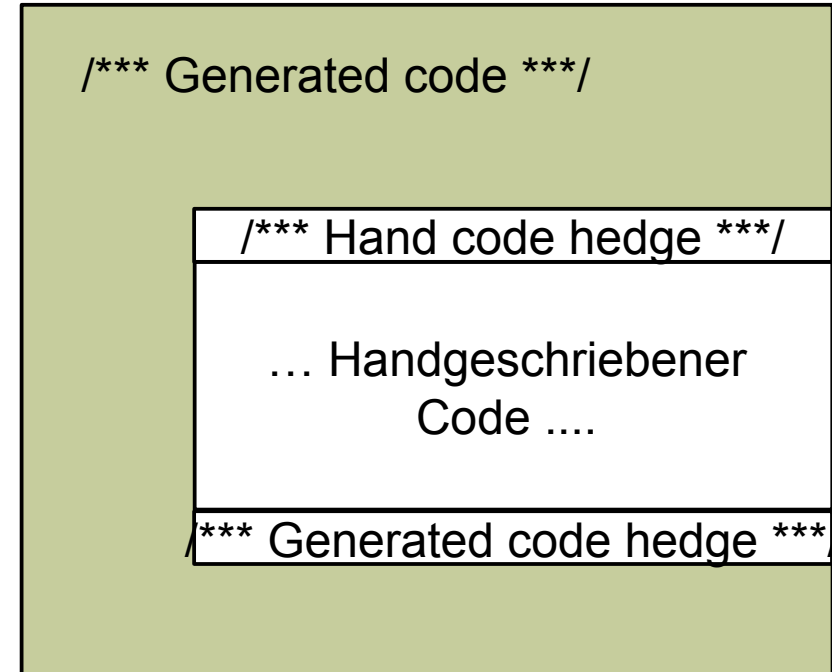 /*** Generated code ***/
/*** Hand code hedge ***/
… Handgeschriebener
Code ....
/*** Generated code hedge ***/